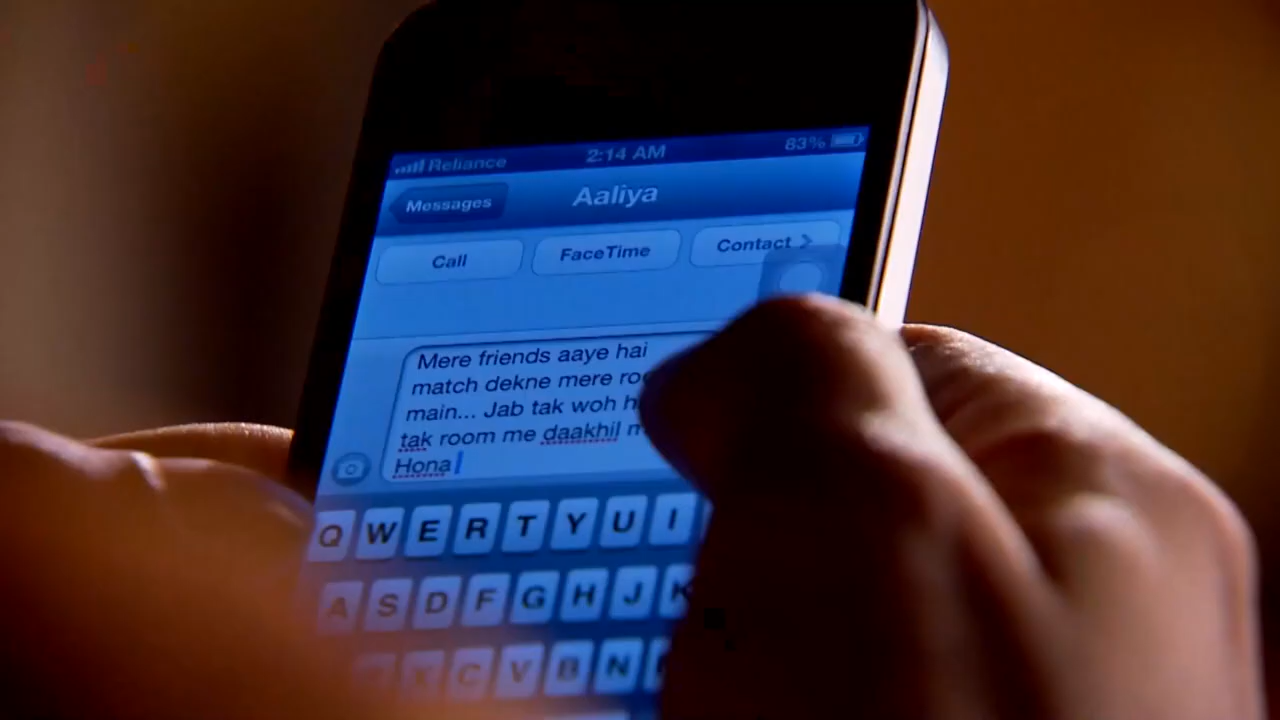 Reliance 2:14 AM 83%
Messages Aaliya
Call FaceTime Contact
Mere friends aaye hai
match dekne mere
main... Jab tak woh
tak room me daakhil
Hona
Q W E R T Y U I
A S D F G H J K
X C V B N